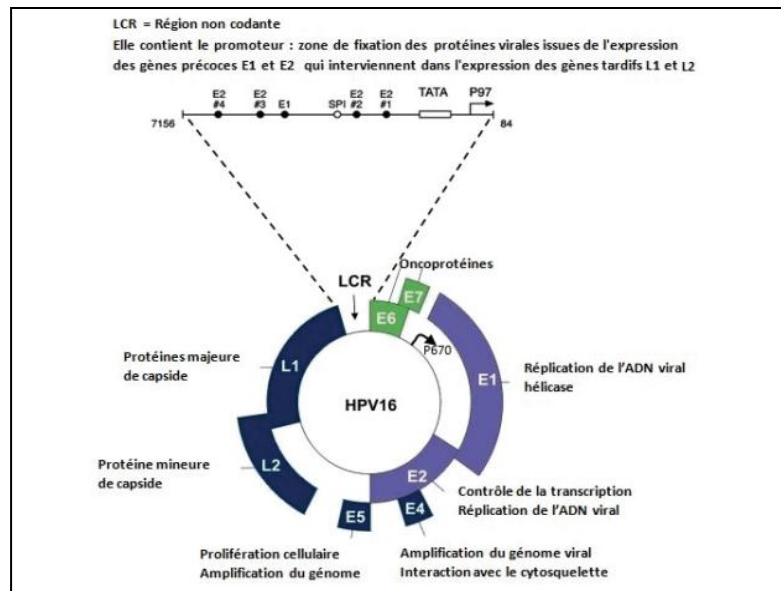 LCR = Région non codante
Elle contient le promoteur : zone de fixation des protéines virales issues de l'expression
des gènes précoces E1 et E2 qui interviennent dans l'expression des gènes tardifs L1 et L2
E2
#4
E2
#3
E1
SPI
E2
#2
E2
#1
TATA
P97
7156
84
Oncoprotéines
LCR
E7
E6
P670
Protéines majeure
de capside
L1
E1
Réplication de l'ADN viral
hélicase
HPV16
Protéine mineure
de capside
L2
E2
Contrôle de la transcription
Réplication de l'ADN viral
E5
E4
Prolifération cellulaire
Amplification du génome
Amplification du génome viral
Interaction avec le cytosquelette